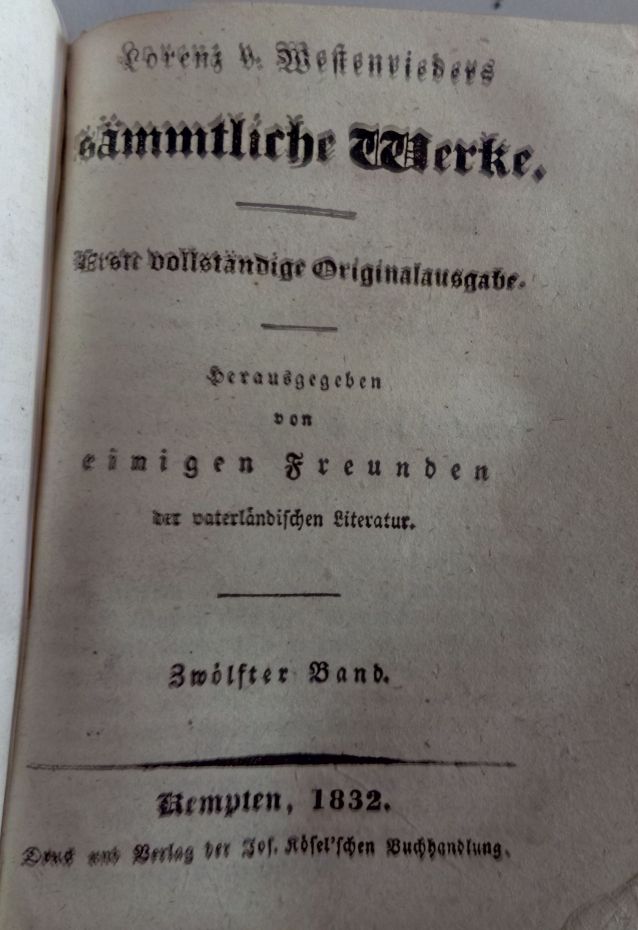 Lorenz v. Westenrieders
sämmtliche Werke.
Erste vollständige Originalausgabe.
Herausgegeben
von
einigen Freunden
der vaterländischen Literatur.
Zwölfter Band.
Kempten, 1832.
Druck und Verlag der Jos. Kösel'schen Buchhandlung.